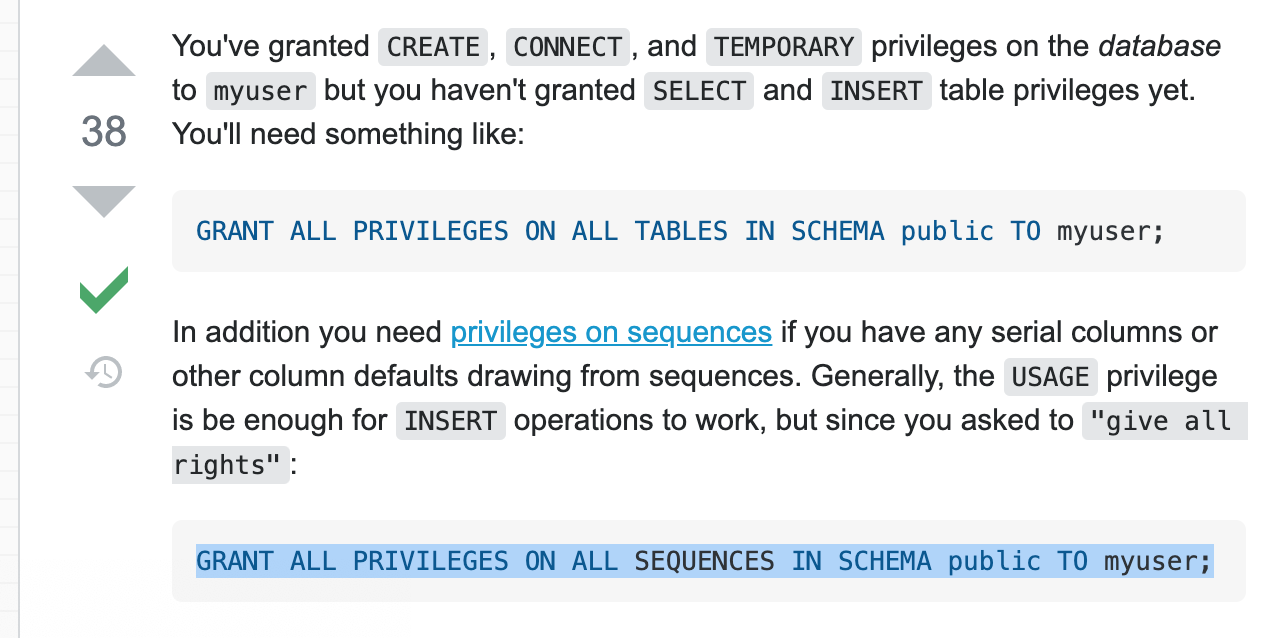 You've granted CREATE, CONNECT, and TEMPORARY privileges on the database
to myuser but you haven't granted SELECT and INSERT table privileges yet.
You'll need something like:
38
GRANT ALL PRIVILEGES ON ALL TABLES IN SCHEMA public TO myuser;
In addition you need privileges on sequences if you have any serial columns or
other column defaults drawing from sequences. Generally, the USAGE privilege
is be enough for INSERT operations to work, but since you asked to "give all
rights":
GRANT ALL PRIVILEGES ON ALL SEQUENCES IN SCHEMA public TO myuser;